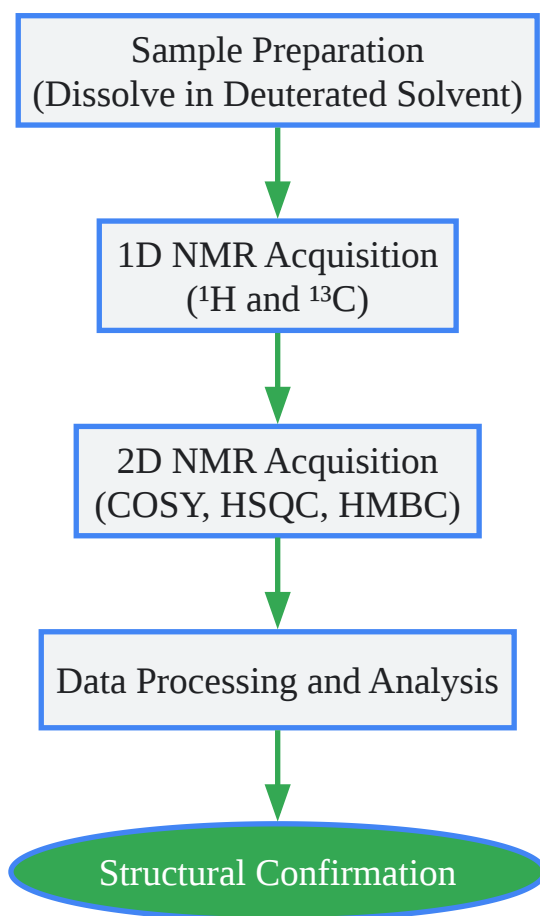 Sample Preparation
(Dissolve in Deuterated Solvent)
1D NMR Acquisition
(¹H and ¹³C)
2D NMR Acquisition
(COSY, HSQC, HMBC)
Data Processing and Analysis
Structural Confirmation